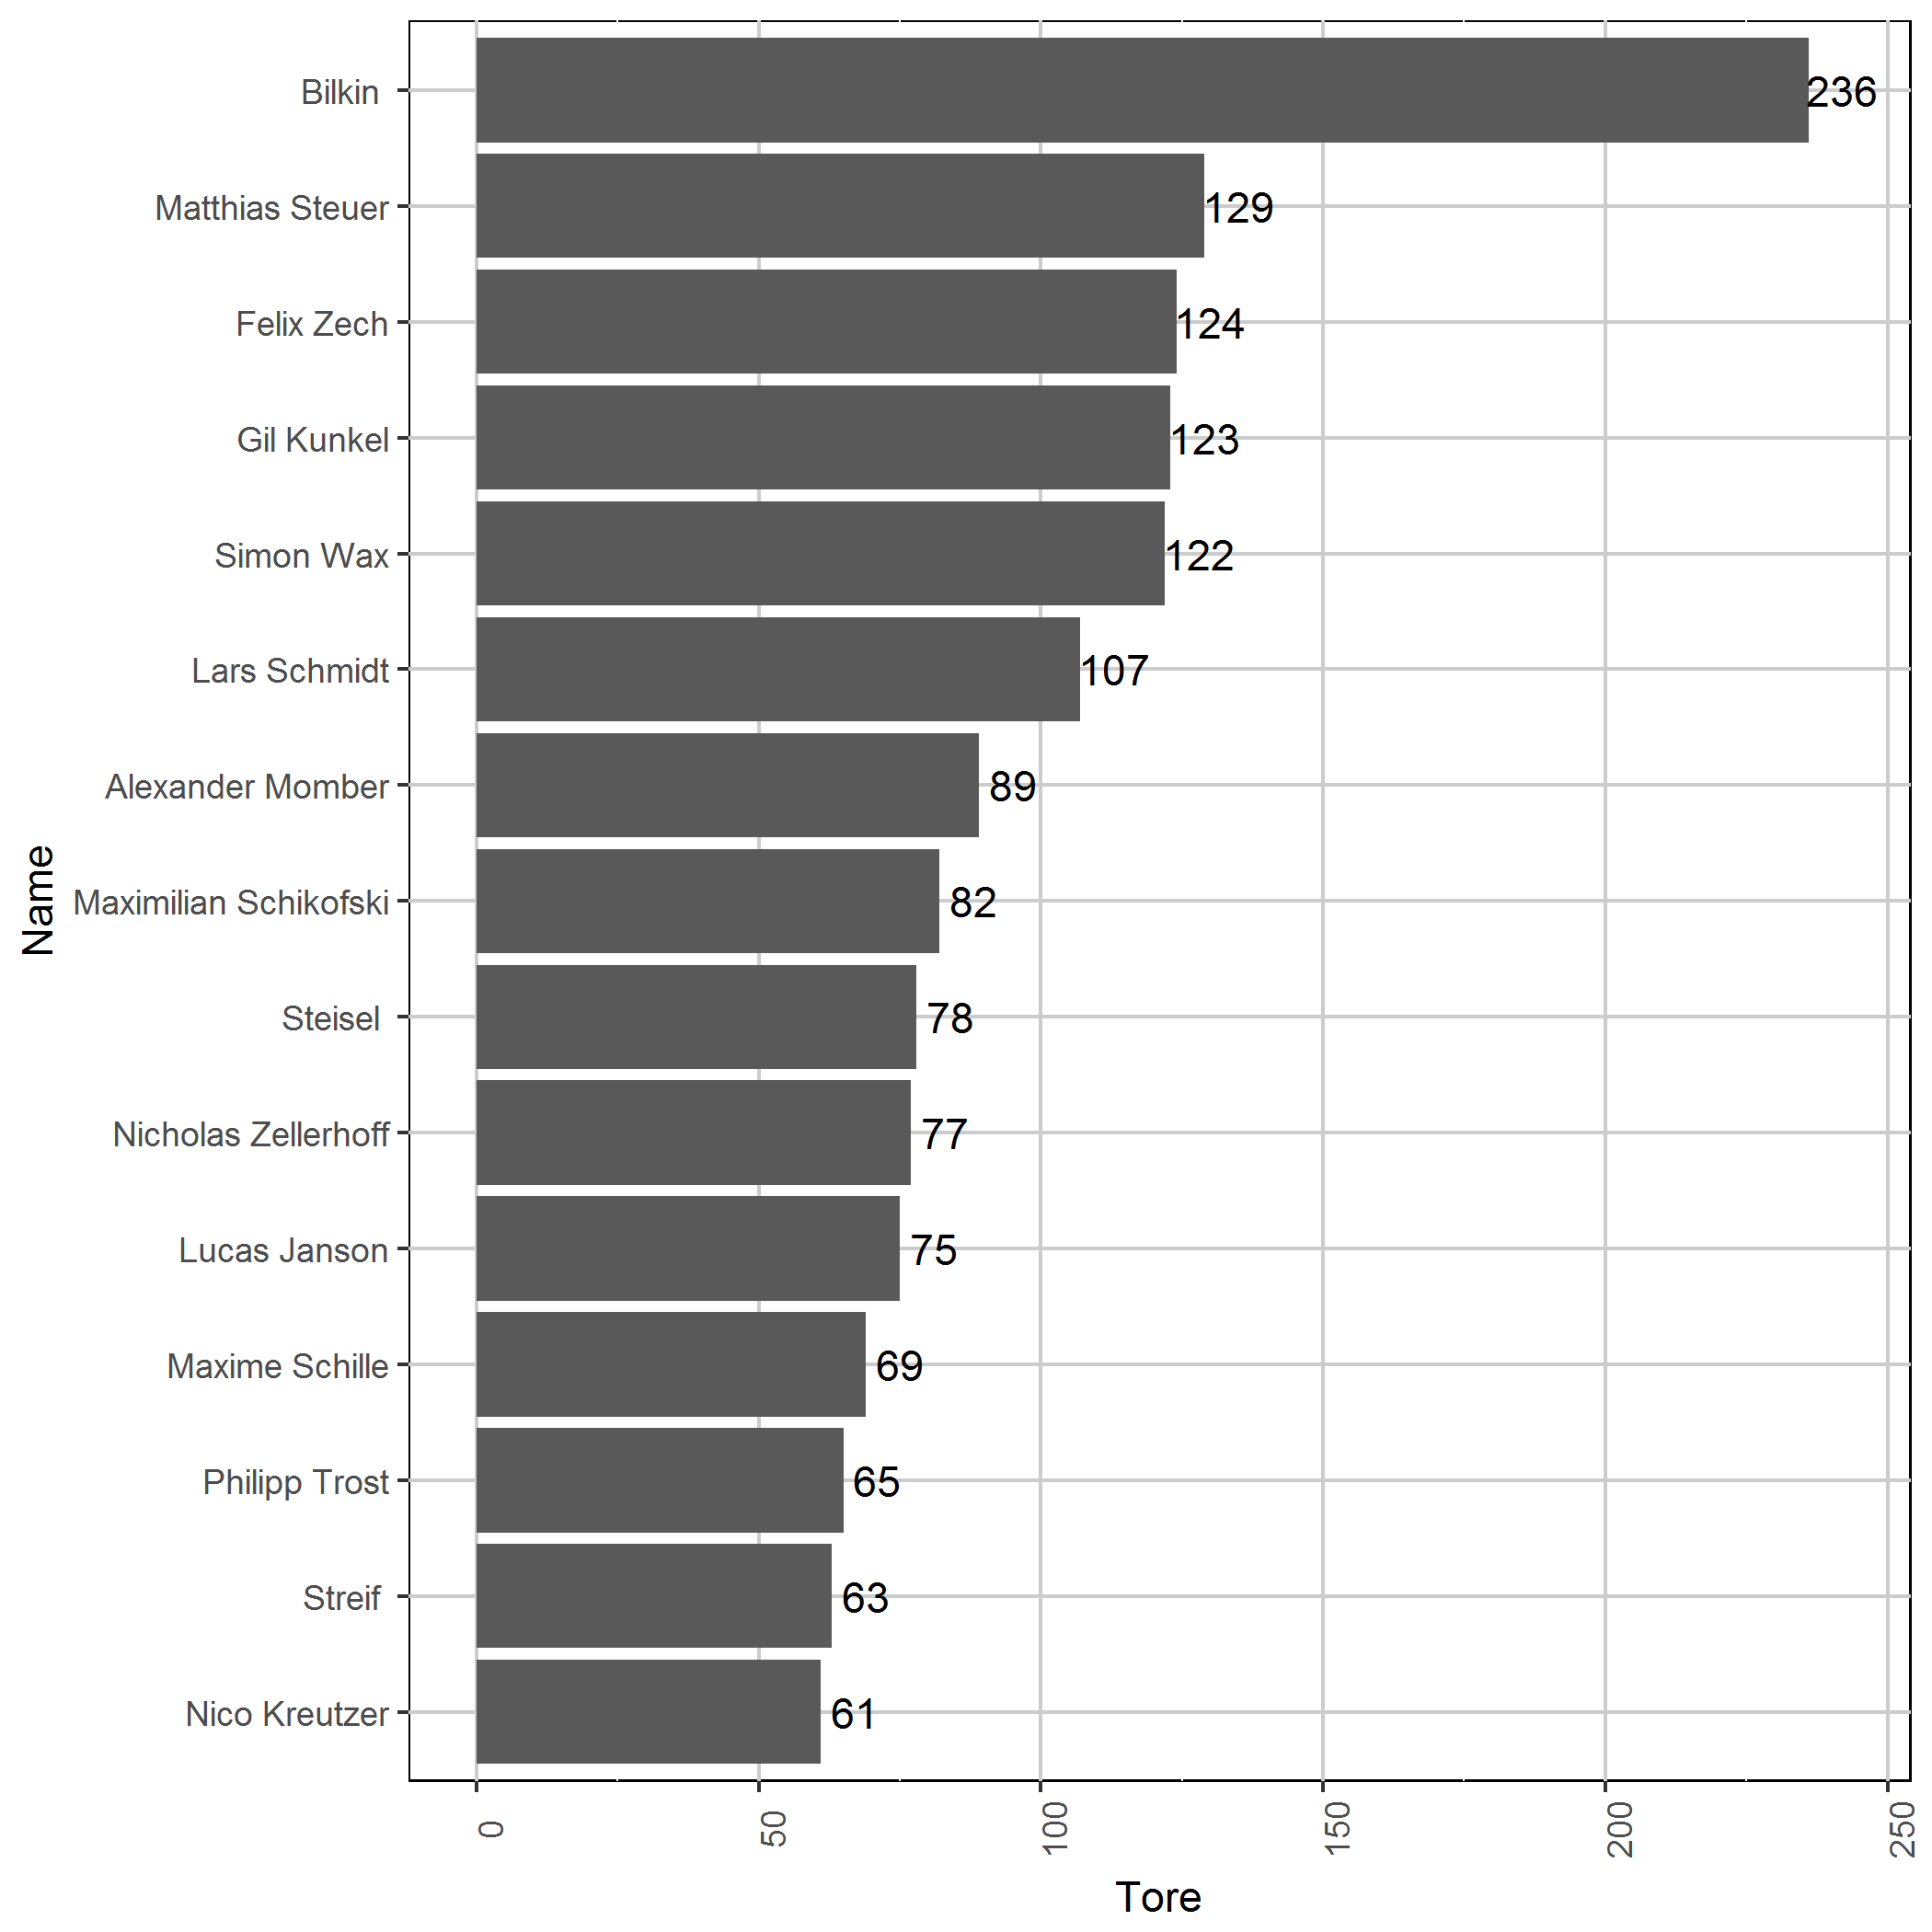 Bilkin 236
Matthias Steuer 129
Felix Zech 124
Gil Kunkel 123
Simon Wax 122
Lars Schmidt 107
Alexander Momber 89
Maximilian Schikofski 82
Steisel 78
Nicholas Zellerhoff 77
Lucas Janson 75
Maxime Schille 69
Philipp Trost 65
Streif 63
Nico Kreutzer 61
Name
0 50 100 150 200 250
Tore